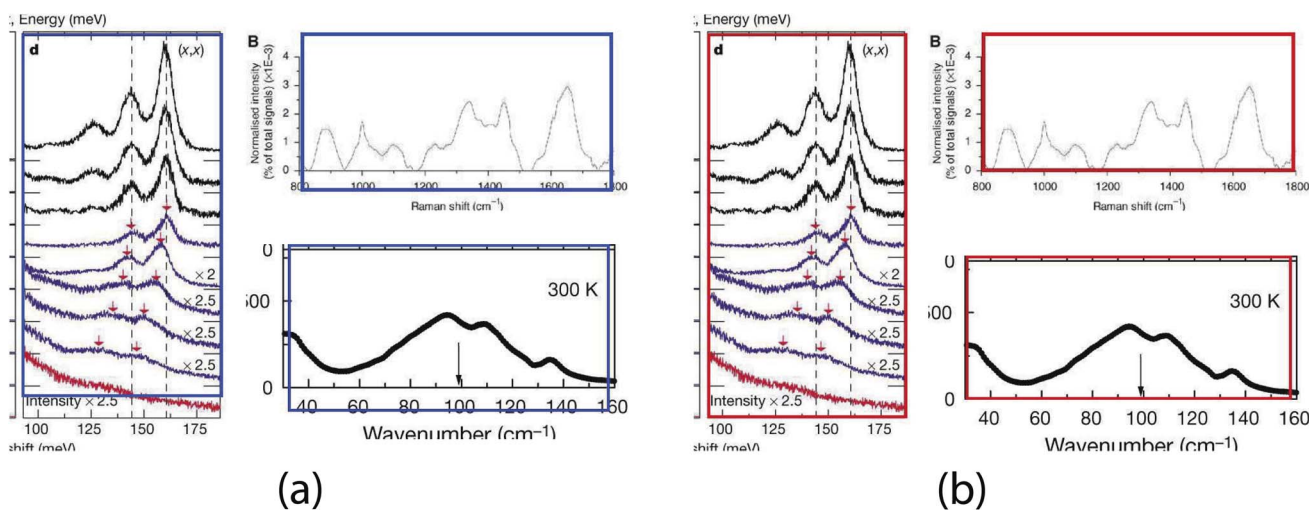 , Energy (meV)
d
(x,x)
×2
×2.5
×2.5
×2.5
Intensity × 2.5
100 125 150 175
shift (meV)
B
Normalised intensity
(% of total signals) (×1E–3)
4
3
2
1
0
800 1000 1200 1400 1600 1800
Raman shift (cm⁻¹)
0
500
0
300 K
40 60 80 100 120 140 160
Wavenumber (cm⁻¹)
(a)
, Energy (meV)
d
(x,x)
×2
×2.5
×2.5
×2.5
Intensity × 2.5
100 125 150 175
shift (meV)
B
Normalised intensity
(% of total signals) (×1E–3)
4
3
2
1
0
800 1000 1200 1400 1600 1800
Raman shift (cm⁻¹)
0
500
0
300 K
40 60 80 100 120 140 160
Wavenumber (cm⁻¹)
(b)